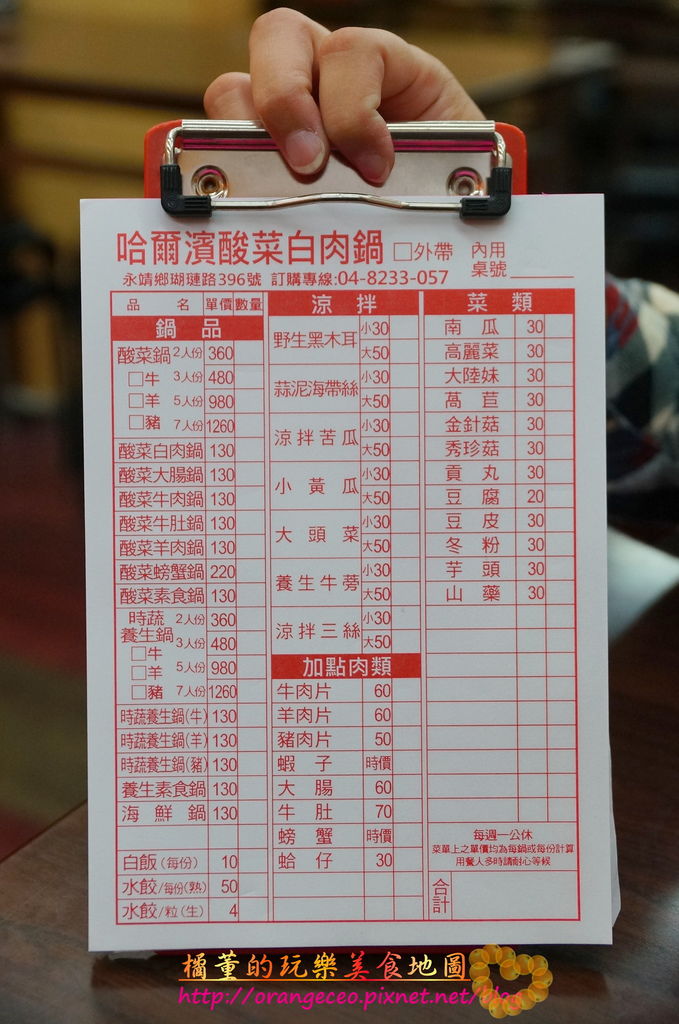 哈爾濱酸菜白肉鍋 □外帶 內用
桌號
永靖鄉瑚璉路396號 訂購專線:04-8233-057
品 名 單價 數量
鍋品
酸菜鍋 2人份 360
□牛 3人份 480
□羊 5人份 980
□豬 7人份 1260
酸菜白肉鍋 130
酸菜大腸鍋 130
酸菜牛肉鍋 130
酸菜牛肚鍋 130
酸菜羊肉鍋 130
酸菜螃蟹鍋 220
酸菜素食鍋 130
時蔬養生鍋 2人份 360
□牛 3人份 480
□羊 5人份 980
□豬 7人份 1260
時蔬養生鍋(牛) 130
時蔬養生鍋(羊) 130
時蔬養生鍋(豬) 130
養生素食鍋 130
海鮮鍋 130
白飯(每份) 10
水餃/每份(熟) 50
水餃/粒(生) 4
涼拌
野生黑木耳 小30 大50
蒜泥海帶絲 小30 大50
涼拌苦瓜 小30 大50
小黃瓜 小30 大50
大頭菜 小30 大50
養生牛蒡 小30 大50
涼拌三絲 小30 大50
加點肉類
牛肉片 60
羊肉片 60
豬肉片 50
蝦子 時價
大腸 60
牛肚 70
螃蟹 時價
蛤仔 30
菜類
南瓜 30
高麗菜 30
大陸妹 30
萵苣 30
金針菇 30
秀珍菇 30
貢丸 30
豆腐 20
豆皮 30
冬粉 30
芋頭 30
山藥 30
每週一公休
菜單上之單價均為每鍋或每份計算
用餐人多時請耐心等候
合計
橘董的玩樂美食地圖
http://orangeceo.pixnet.net/blog